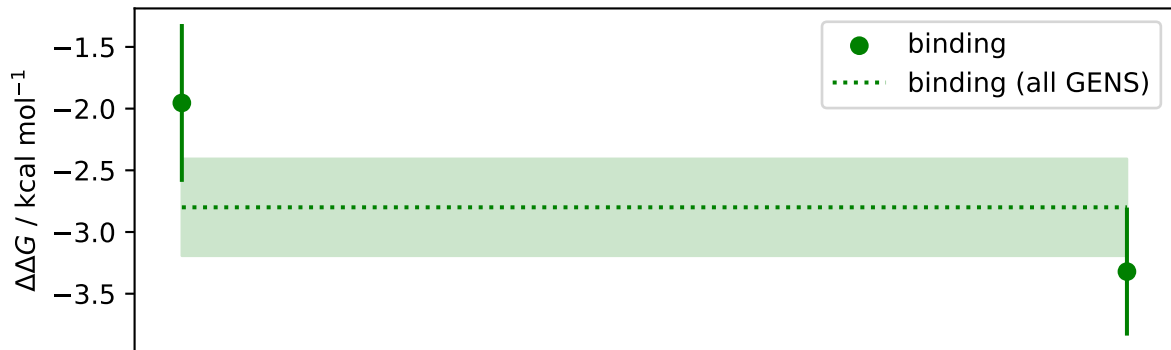 −1.5
−2.0
−2.5
−3.0
−3.5
ΔΔG / kcal mol⁻¹
binding
binding (all GENS)